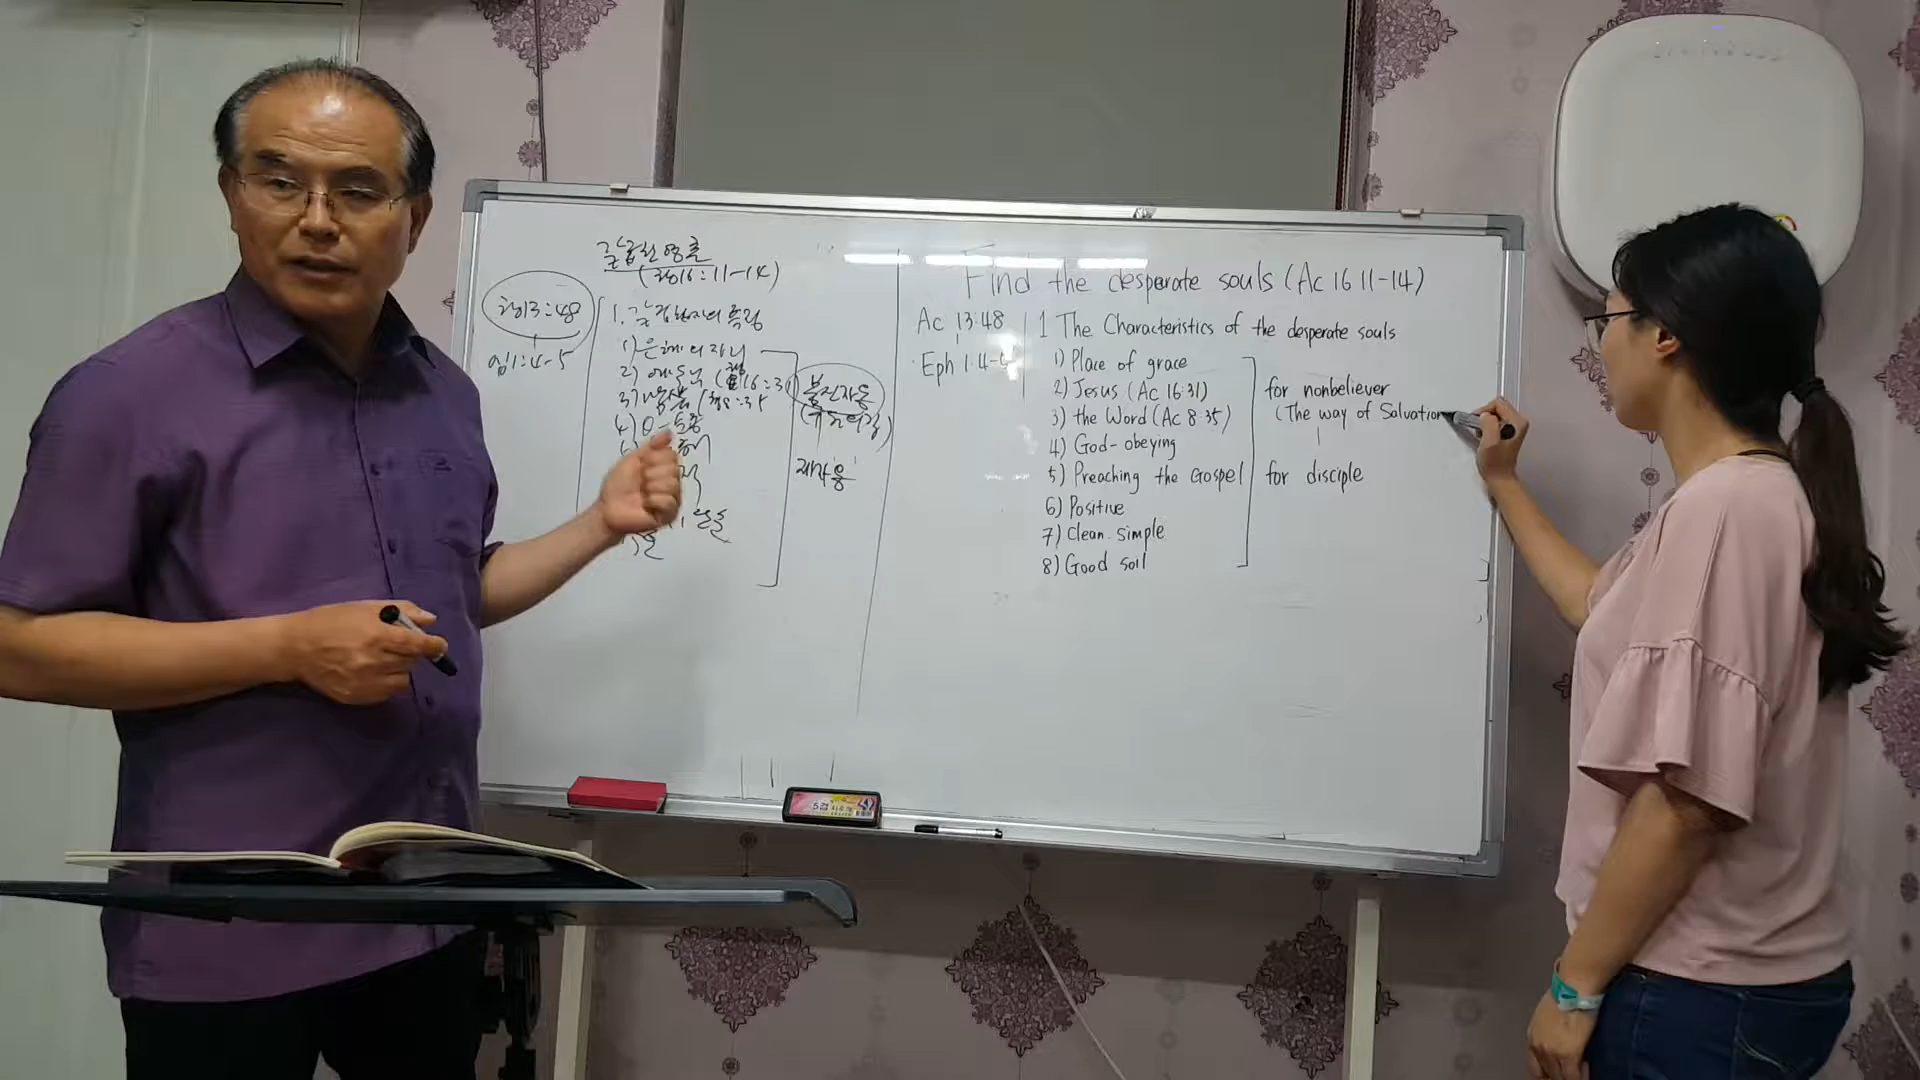 갈급한 영혼
(행16:11-14)
행13:48
엡1:4-5
1. 갈급한자의 특징
1) 은혜의 자리
2) 예수님 (행16:31
3) 말씀 (행8:35
4)
불신자용
(구원의길)
제자용
Find the desperate souls (Ac 16 11-14)
Ac 13:48
Eph 1:4-5
1 The Characteristics of the desperate souls
1) Place of grace
2) Jesus (Ac 16:31)
3) the Word (Ac 8:35)
4) God-obeying
5) Preaching the Gospel
6) Positive
7) Clean. simple
8) Good soil
for nonbeliever
(The way of Salvation
for disciple